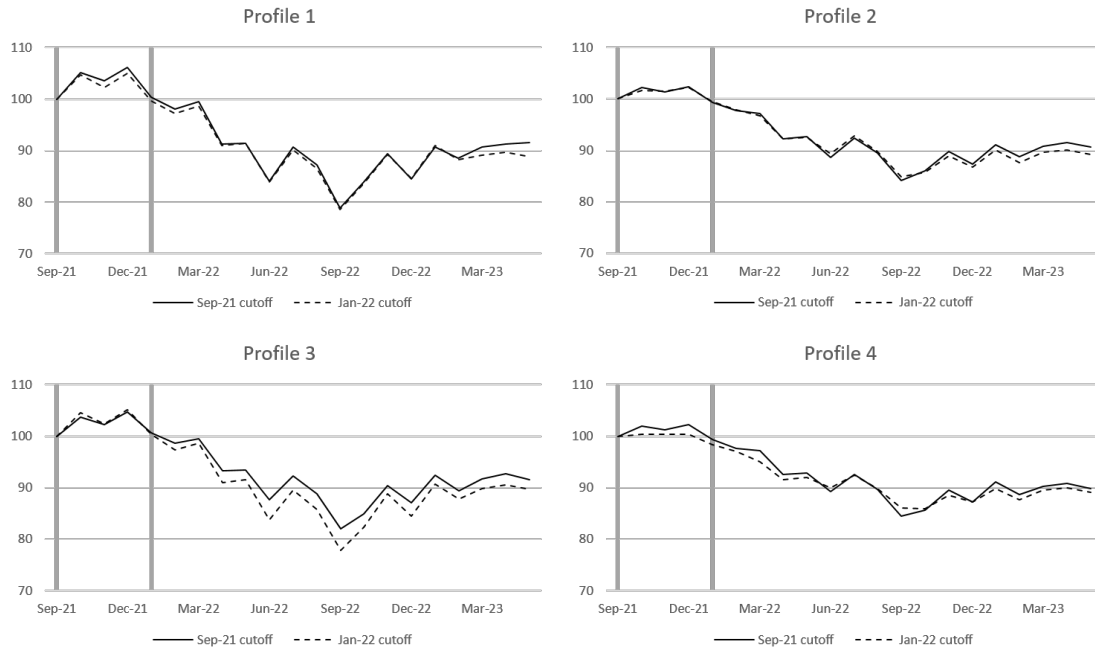 Profile 1
110
100
90
80
70
Sep-21 Dec-21 Mar-22 Jun-22 Sep-22 Dec-22 Mar-23
Sep-21 cutoff Jan-22 cutoff
Profile 2
110
100
90
80
70
Sep-21 Dec-21 Mar-22 Jun-22 Sep-22 Dec-22 Mar-23
Sep-21 cutoff Jan-22 cutoff
Profile 3
110
100
90
80
70
Sep-21 Dec-21 Mar-22 Jun-22 Sep-22 Dec-22 Mar-23
Sep-21 cutoff Jan-22 cutoff
Profile 4
110
100
90
80
70
Sep-21 Dec-21 Mar-22 Jun-22 Sep-22 Dec-22 Mar-23
Sep-21 cutoff Jan-22 cutoff